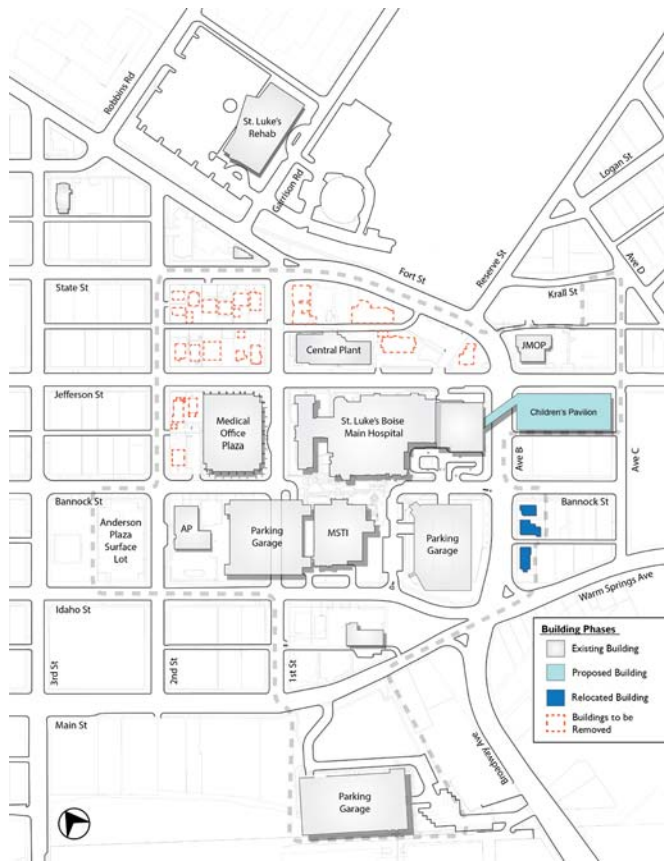 Robbins Rd
St. Luke's
Rehab
Garrison Rd
Logan St
Reserve St
Ave D
Fort St
State St
Krall St
Central Plant
JMOP
Jefferson St
Medical
Office
Plaza
St. Luke's Boise
Main Hospital
Children's Pavilion
Ave B
Ave C
Bannock St
Bannock St
Anderson
Plaza
Surface
Lot
AP
Parking
Garage
MSTI
Parking
Garage
Warm Springs Ave
Idaho St
3rd St
2nd St
1st St
Main St
Broadway Ave
Parking
Garage
Building Phases
Existing Building
Proposed Building
Relocated Building
Buildings to be
Removed